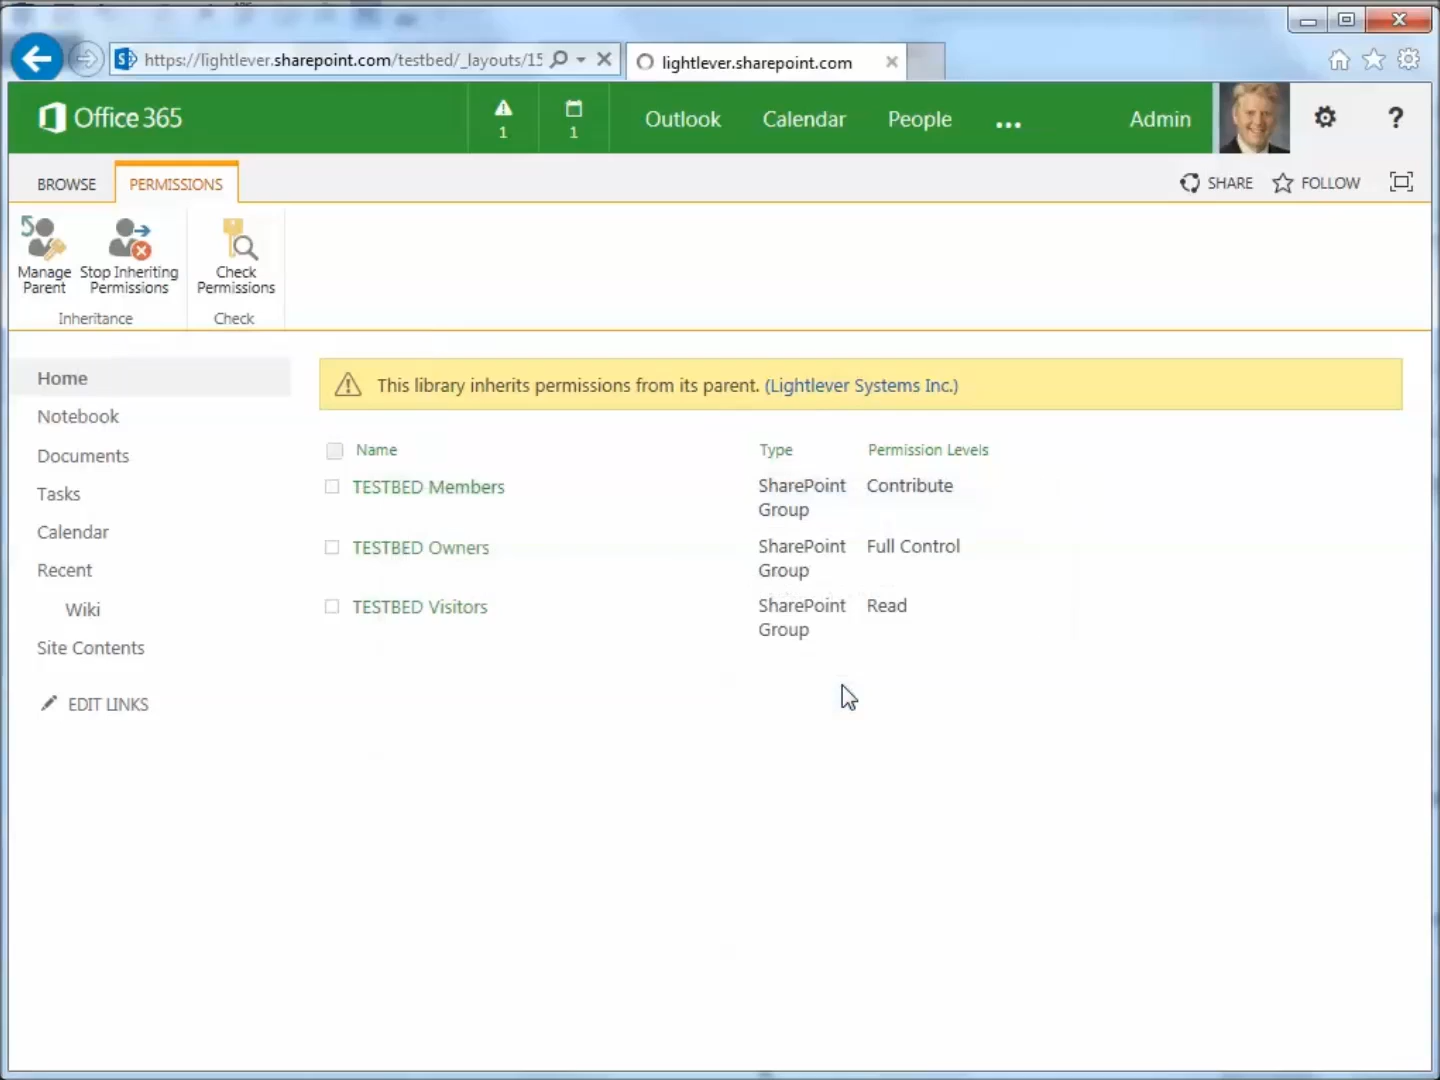 https://lightlever.sharepoint.com/testbed/_layouts/15
lightlever.sharepoint.com
Office 365
1
1
Outlook
Calendar
People
...
Admin
?
BROWSE
PERMISSIONS
SHARE
FOLLOW
Manage
Parent
Stop Inheriting
Permissions
Check
Permissions
Inheritance
Check
Home
Notebook
Documents
Tasks
Calendar
Recent
Wiki
Site Contents
EDIT LINKS
This library inherits permissions from its parent. (Lightlever Systems Inc.)
Name Type Permission Levels
TESTBED Members SharePoint Contribute
Group
TESTBED Owners SharePoint Full Control
Group
TESTBED Visitors SharePoint Read
Group